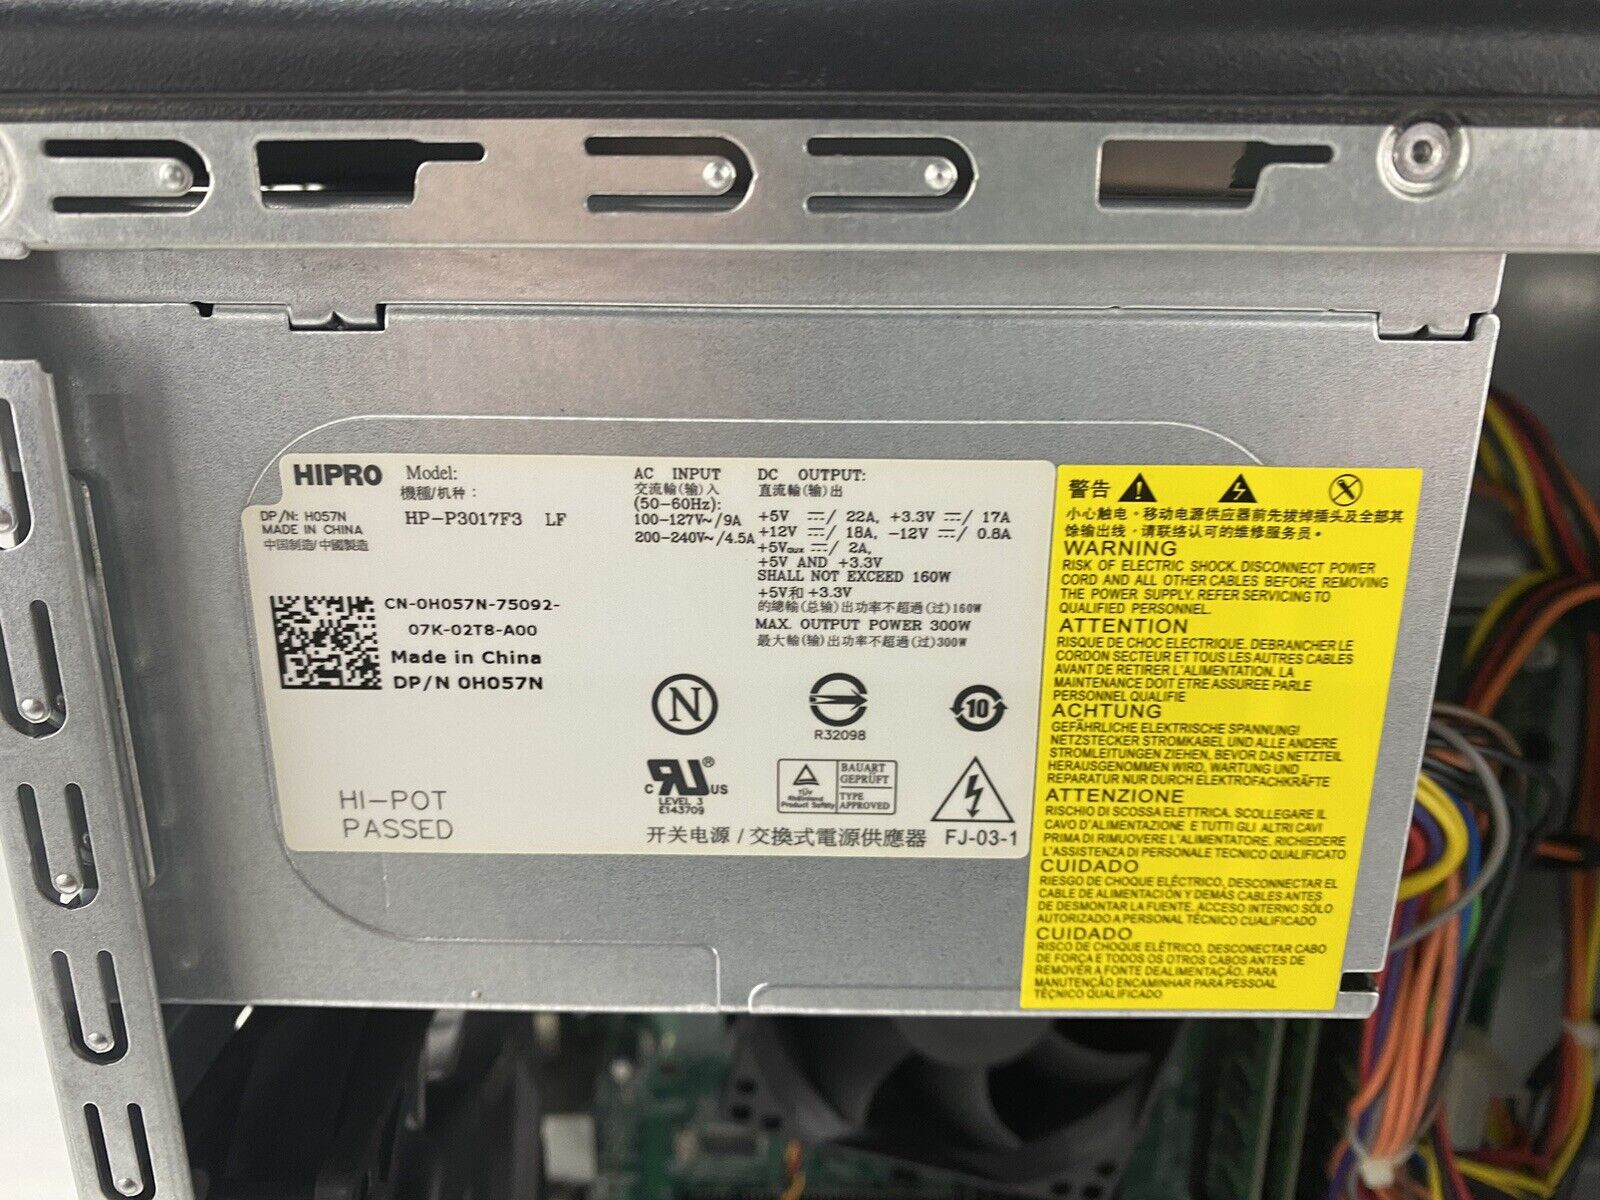 HIPRO
Model:
機種/机种 :
HP-P3017F3 LF
DP/N: H057N
MADE IN CHINA
中国制造/中國製造
CN-0H057N-75092-
07K-02T8-A00
Made in China
DP/N 0H057N
HI-POT
PASSED
AC INPUT
交流輸(输)入
(50-60Hz):
100-127V~/9A
200-240V~/4.5A
DC OUTPUT:
直流輸(输)出
+5V ⎓/ 22A, +3.3V ⎓/ 17A
+12V ⎓/ 18A, -12V ⎓/ 0.8A
+5Vaux ⎓/ 2A,
+5V AND +3.3V
SHALL NOT EXCEED 160W
+5V和 +3.3V
的總輸(总输)出功率不超過(过)160W
MAX. OUTPUT POWER 300W
最大輸(输)出功率不超過(过)300W
N
R32098
10
c RU ® US
LEVEL 3
E143709
TÜV
Rheinland
Product Safety
BAUART
GEPRÜFT
TYPE
APPROVED
开关电源 / 交換式電源供應器 FJ-03-1
警告
小心触电。移动电源供应器前先拔掉插头及全部其
馀输出线。请联络认可的维修服务员。
WARNING
RISK OF ELECTRIC SHOCK. DISCONNECT POWER
CORD AND ALL OTHER CABLES BEFORE REMOVING
THE POWER SUPPLY. REFER SERVICING TO
QUALIFIED PERSONNEL.
ATTENTION
RISQUE DE CHOC ELECTRIQUE. DEBRANCHER LE
CORDON SECTEUR ET TOUS LES AUTRES CABLES
AVANT DE RETIRER L'ALIMENTATION. LA
MAINTENANCE DOIT ETRE ASSUREE PARLE
PERSONNEL QUALIFIE
ACHTUNG
GEFÄHRLICHE ELEKTRISCHE SPANNUNG!
NETZSTECKER STROMKABEL UND ALLE ANDERE
STROMLEITUNGEN ZIEHEN, BEVOR DAS NETZTEIL
HERAUSGENOMMEN WIRD, WARTUNG UND
REPARATUR NUR DURCH ELEKTROFACHKRÄFTE
ATTENZIONE
RISCHIO DI SCOSSA ELETTRICA. SCOLLEGARE IL
CAVO D'ALIMENTAZIONE E TUTTI GLI ALTRI CAVI
PRIMA DI RIMUOVERE L'ALIMENTATORE. RICHIEDERE
L'ASSISTENZA DI PERSONALE TECNICO QUALIFICATO
CUIDADO
RIESGO DE CHOQUE ELÉCTRICO, DESCONECTAR EL
CABLE DE ALIMENTACIÓN Y DEMÁS CABLES ANTES
DE DESMONTAR LA FUENTE. ACCESO INTERNO SÓLO
AUTORIZADO A PERSONAL TÉCNICO CUALIFICADO
CUIDADO
RISCO DE CHOQUE ELÉTRICO. DESCONECTAR CABO
DE FORÇA E TODOS OS OTROS CABOS ANTES DE
REMOVER A FONTE DEALIMENTAÇÃO. PARA
MANUTENÇÃO ENCAMINHAR PARA PESSOAL
TÉCNICO QUALIFICADO